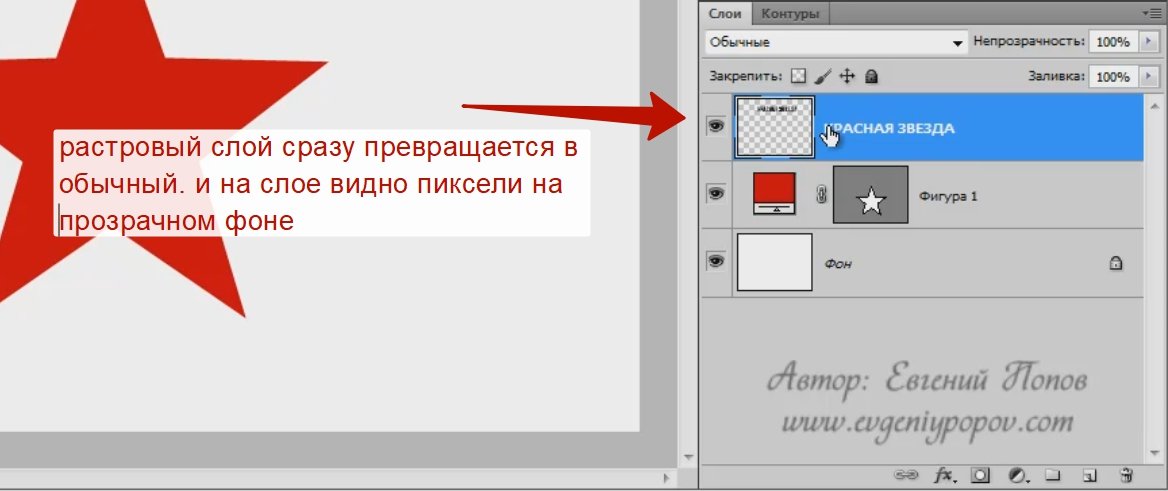 Слои Контуры
Обычные Непрозрачность: 100%
Закрепить: Заливка: 100%
КРАСНАЯ ЗВЕЗДА
растровый слой сразу превращается в
обычный. и на слое видно пиксели на
прозрачном фоне
Фигура 1
Фон
Автор: Евгений Попов
www.evgeniypopov.com
fx